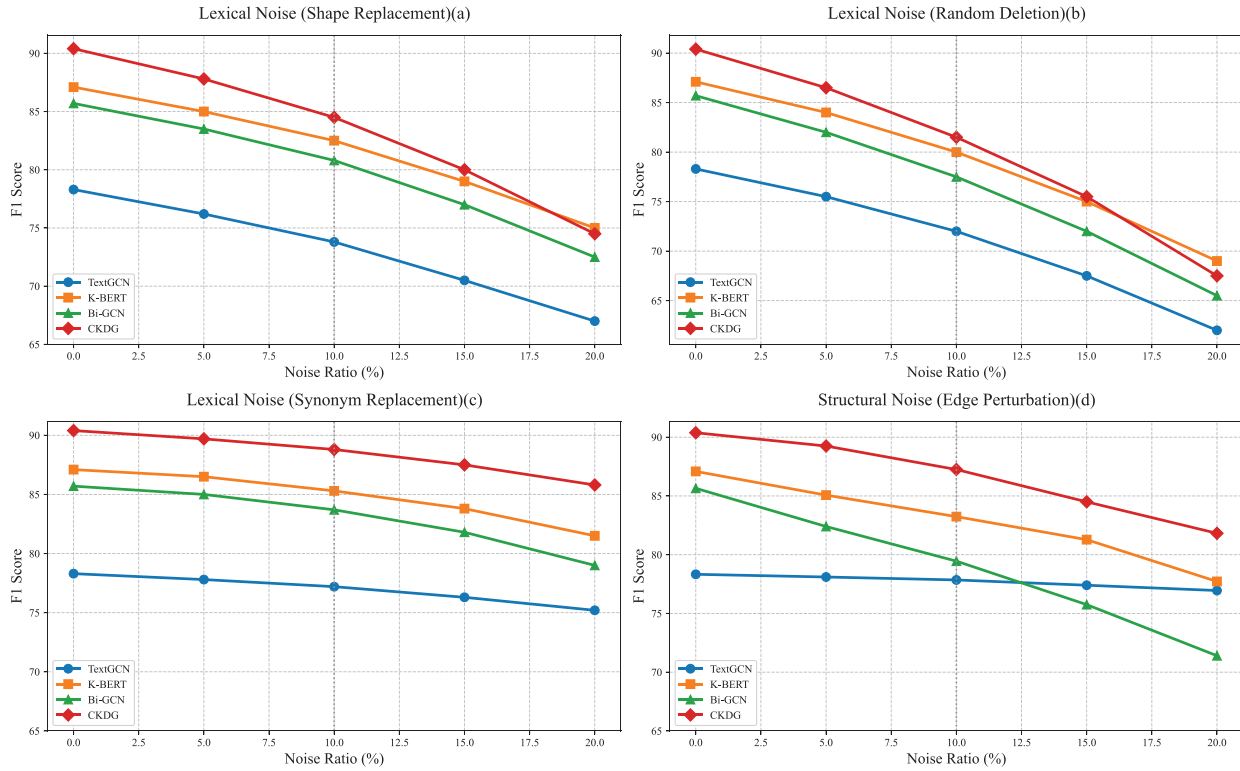 Lexical Noise (Shape Replacement)(a)
90
85
80
75
70
65
F1 Score
TextGCN
K-BERT
Bi-GCN
CKDG
0.0 2.5 5.0 7.5 10.0 12.5 15.0 17.5 20.0
Noise Ratio (%)
Lexical Noise (Random Deletion)(b)
90
85
80
75
70
65
F1 Score
TextGCN
K-BERT
Bi-GCN
CKDG
0.0 2.5 5.0 7.5 10.0 12.5 15.0 17.5 20.0
Noise Ratio (%)
Lexical Noise (Synonym Replacement)(c)
90
85
80
75
70
65
F1 Score
TextGCN
K-BERT
Bi-GCN
CKDG
0.0 2.5 5.0 7.5 10.0 12.5 15.0 17.5 20.0
Noise Ratio (%)
Structural Noise (Edge Perturbation)(d)
90
85
80
75
70
65
F1 Score
TextGCN
K-BERT
Bi-GCN
CKDG
0.0 2.5 5.0 7.5 10.0 12.5 15.0 17.5 20.0
Noise Ratio (%)